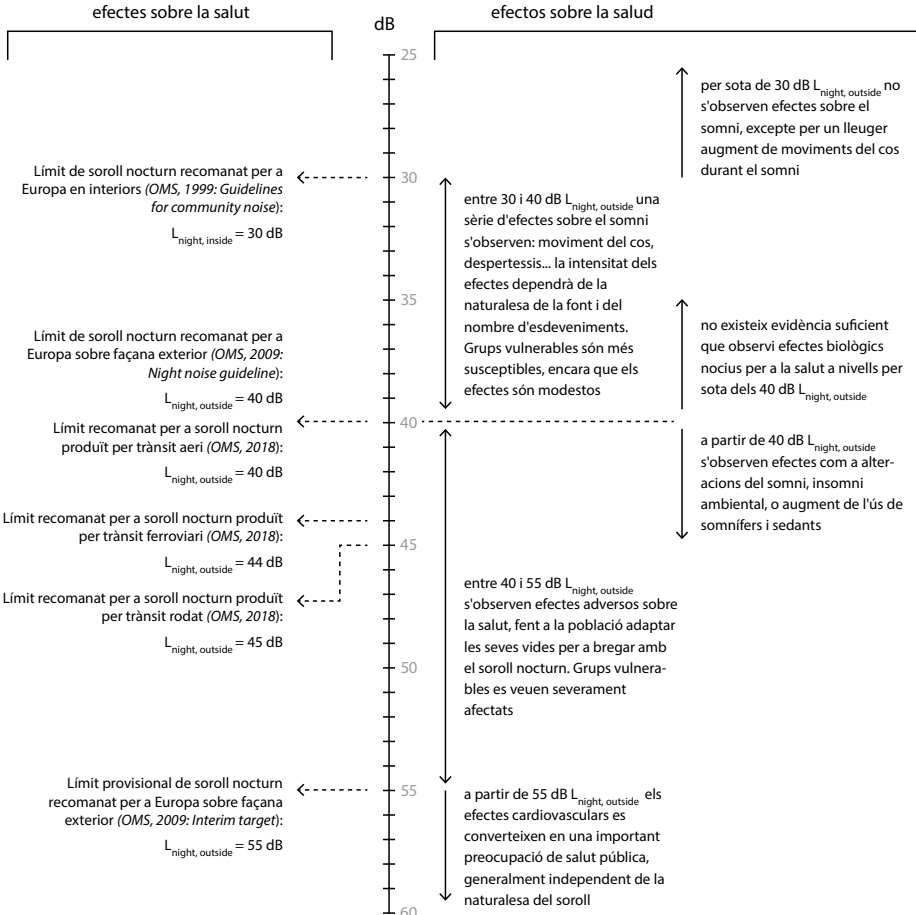 efectes sobre la salut
Límit de soroll nocturn recomanat per a
Europa en interiors (OMS, 1999: Guidelines
for community noise):
L night, inside = 30 dB
Límit de soroll nocturn recomanat per a
Europa sobre façana exterior (OMS, 2009:
Night noise guideline):
L night, outside = 40 dB
Límit recomanat per a soroll nocturn
produït per trànsit aeri (OMS, 2018):
L night, outside = 40 dB
Límit recomanat per a soroll nocturn produït
per trànsit ferroviari (OMS, 2018):
L night, outside = 44 dB
Límit recomanat per a soroll nocturn produït
per trànsit rodat (OMS, 2018):
L night, outside = 45 dB
Límit provisional de soroll nocturn
recomanat per a Europa sobre façana
exterior (OMS, 2009: Interim target):
L night, outside = 55 dB
dB
25
30
35
40
45
50
55
60
efectos sobre la salud
entre 30 i 40 dB L night, outside una
sèrie d'efectes sobre el somni
s'observen: moviment del cos,
despertessis... la intensitat dels
efectes dependrà de la
naturalesa de la font i del
nombre d'esdeveniments.
Grups vulnerables són més
susceptibles, encara que els
efectes són modestos
entre 40 i 55 dB L night, outside
s'observen efectes adversos sobre
la salut, fent a la població adaptar
les seves vides per a bregar amb
el soroll nocturn. Grups vulnera-
bles es veuen severament
afectats
a partir de 55 dB L night, outside els
efectes cardiovasculars es
converteixen en una important
preocupació de salut pública,
generalment independent de la
naturalesa del soroll
per sota de 30 dB L night, outside no
s'observen efectes sobre el
somni, excepte per un lleuger
augment de moviments del cos
durant el somni
no existeix evidència suficient
que observi efectes biològics
nocius per a la salut a nivells per
sota dels 40 dB L night, outside
a partir de 40 dB L night, outside
s'observen efectes com a alter-
acions del somni, insomni
ambiental, o augment de l'ús de
somnífers i sedants